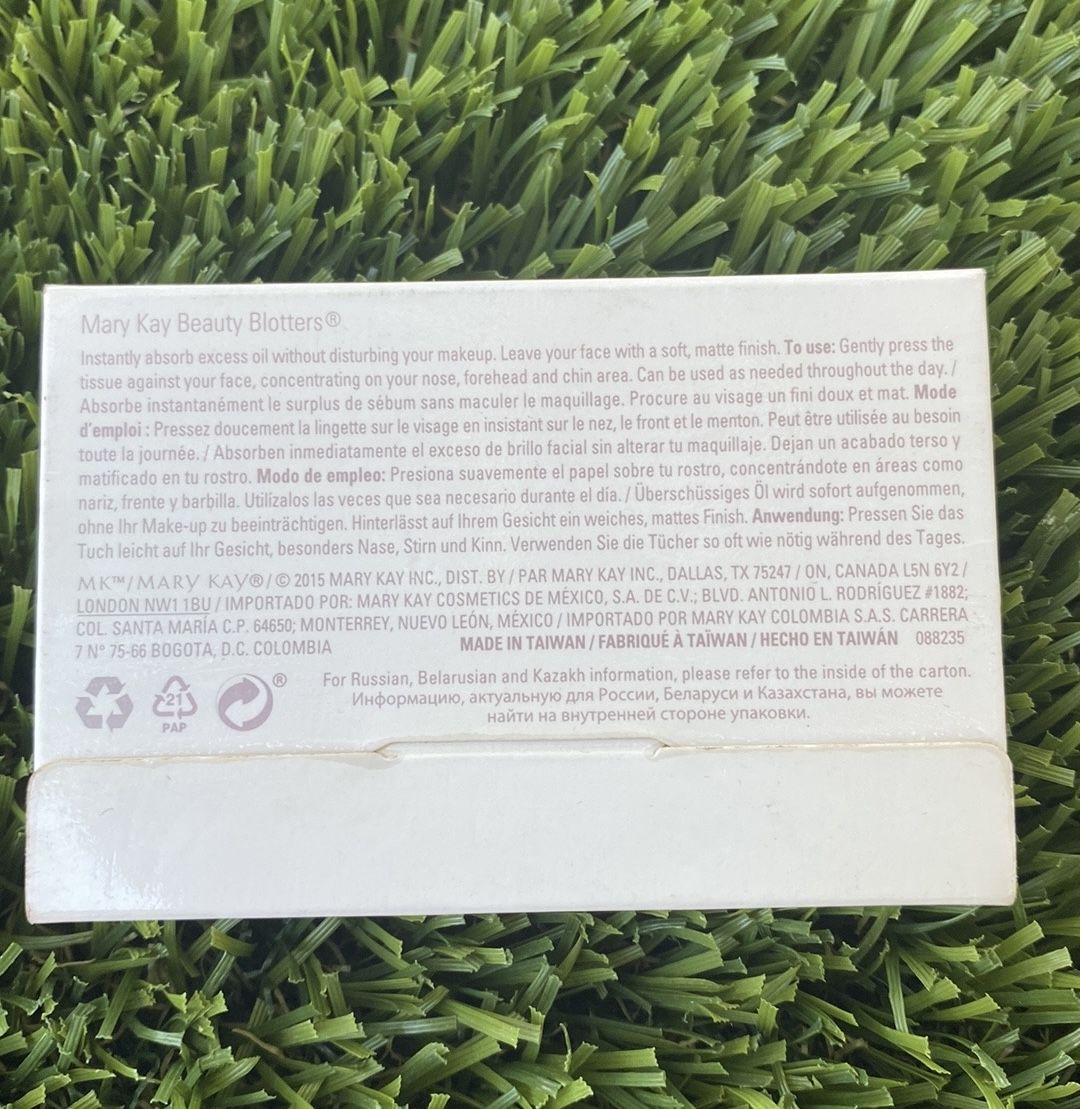 Mary Kay Beauty Blotters®
Instantly absorb excess oil without disturbing your makeup. Leave your face with a soft, matte finish. To use: Gently press the
tissue against your face, concentrating on your nose, forehead and chin area. Can be used as needed throughout the day. /
Absorbe instantanément le surplus de sébum sans maculer le maquillage. Procure au visage un fini doux et mat. Mode
d'emploi : Pressez doucement la lingette sur le visage en insistant sur le nez, le front et le menton. Peut être utilisée au besoin
toute la journée. / Absorben inmediatamente el exceso de brillo facial sin alterar tu maquillaje. Dejan un acabado terso y
matificado en tu rostro. Modo de empleo: Presiona suavemente el papel sobre tu rostro, concentrándote en áreas como
nariz, frente y barbilla. Utilízalos las veces que sea necesario durante el día. / Überschüssiges Öl wird sofort aufgenommen,
ohne Ihr Make-up zu beeinträchtigen. Hinterlässt auf Ihrem Gesicht ein weiches, mattes Finish. Anwendung: Pressen Sie das
Tuch leicht auf Ihr Gesicht, besonders Nase, Stirn und Kinn. Verwenden Sie die Tücher so oft wie nötig während des Tages.
MK™/MARY KAY®/© 2015 MARY KAY INC., DIST. BY / PAR MARY KAY INC., DALLAS, TX 75247 / ON, CANADA L5N 6Y2 /
LONDON NW1 1BU / IMPORTADO POR: MARY KAY COSMETICS DE MÉXICO, S.A. DE C.V.; BLVD. ANTONIO L. RODRÍGUEZ #1882;
COL. SANTA MARÍA C.P. 64650; MONTERREY, NUEVO LEÓN, MÉXICO / IMPORTADO POR MARY KAY COLOMBIA S.A.S. CARRERA
7 N° 75-66 BOGOTA, D.C. COLOMBIA MADE IN TAIWAN / FABRIQUÉ À TAÏWAN / HECHO EN TAIWÁN 088235
For Russian, Belarusian and Kazakh information, please refer to the inside of the carton.
Информацию, актуальную для России, Беларуси и Казахстана, вы можете
найти на внутренней стороне упаковки.
21
PAP
®